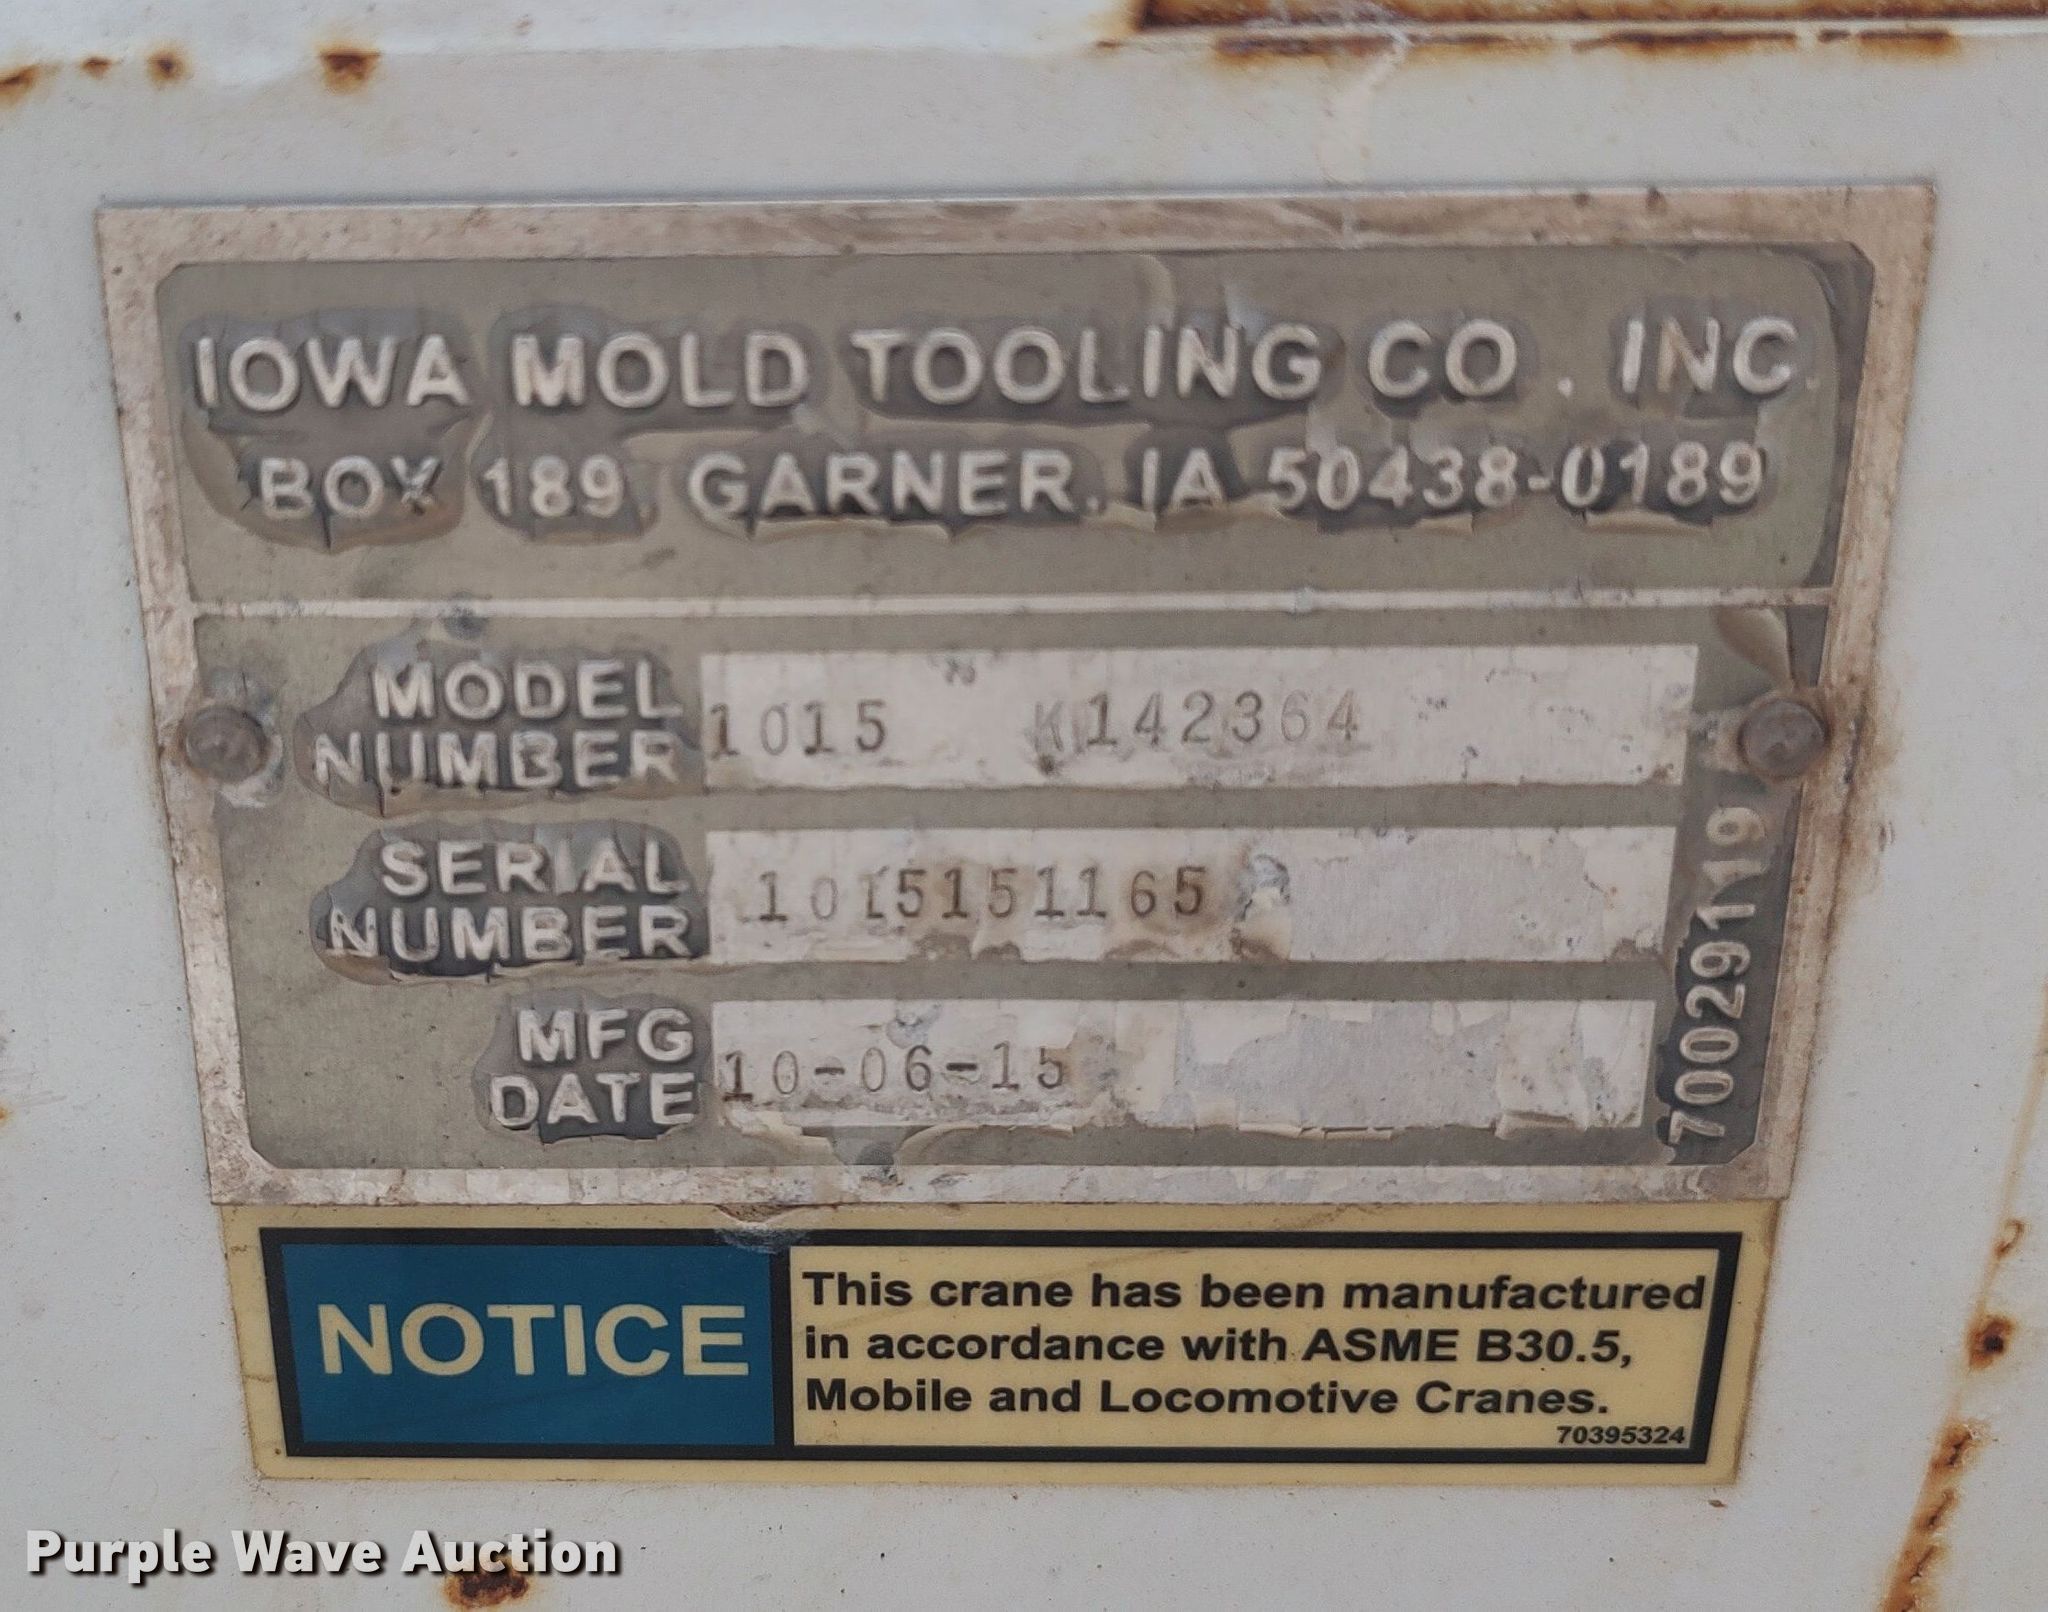 IOWA MOLD TOOLING CO. INC.
BOX 189, GARNER, IA 50438-0189
MODEL NUMBER 1015 K142364
SERIAL NUMBER 1015151165
MFG DATE 10-06-15
70029119
NOTICE
This crane has been manufactured
in accordance with ASME B30.5,
Mobile and Locomotive Cranes.
70395324
Purple Wave Auction